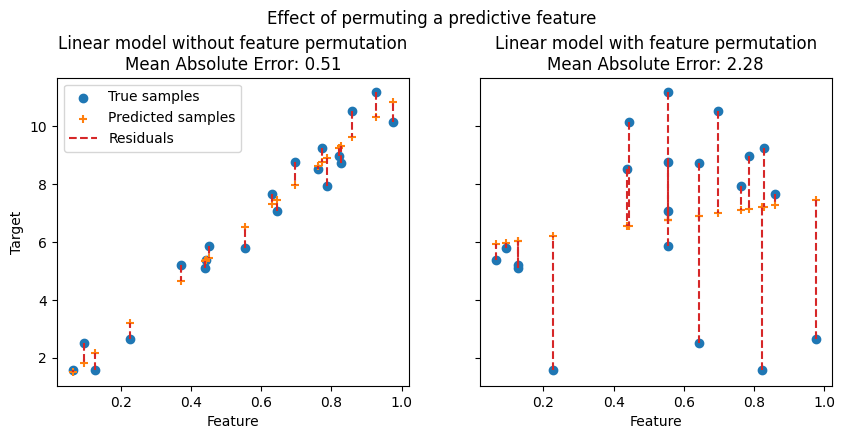 Effect of permuting a predictive feature
Linear model without feature permutation
Mean Absolute Error: 0.51
True samples
Predicted samples
Residuals
10
8
6
4
2
Target
0.2 0.4 0.6 0.8 1.0
Feature
Linear model with feature permutation
Mean Absolute Error: 2.28
0.2 0.4 0.6 0.8 1.0
Feature